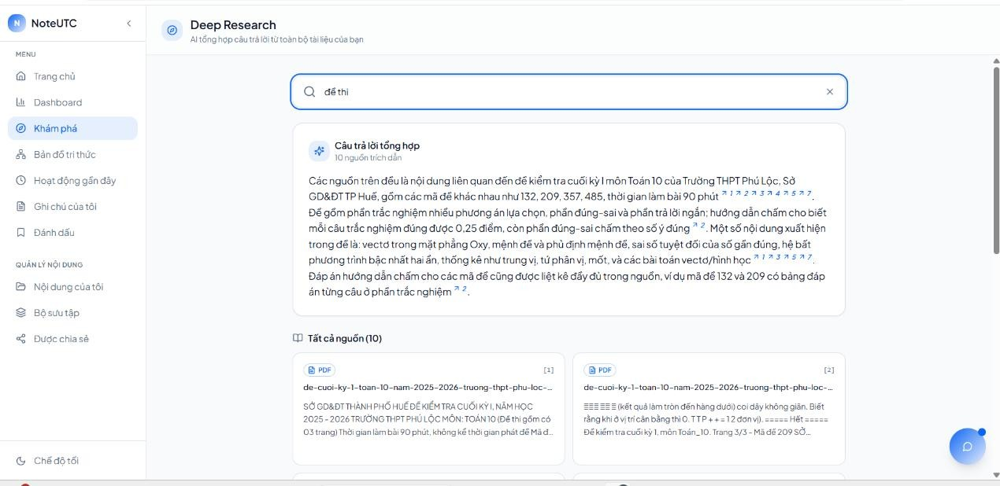 N NoteUTC
MENU
Trang chủ
Dashboard
Khám phá
Bản đồ tri thức
Hoạt động gần đây
Ghi chú của tôi
Đánh dấu
QUẢN LÝ NỘI DUNG
Nội dung của tôi
Bộ sưu tập
Được chia sẻ
Chế độ tối
Deep Research
AI tổng hợp câu trả lời từ toàn bộ tài liệu của bạn
đề thi
Câu trả lời tổng hợp
10 nguồn trích dẫn
Các nguồn trên đều là nội dung liên quan đến đề kiểm tra cuối kỳ I môn Toán 10 của Trường THPT Phú Lộc, Sở
GD&ĐT TP Huế, gồm các mã đề khác nhau như 132, 209, 357, 485, thời gian làm bài 90 phút ↗1↗2↗3↗4↗5↗7.
Đề gồm phần trắc nghiệm nhiều phương án lựa chọn, phần đúng-sai và phần trả lời ngắn; hướng dẫn chấm cho biết
mỗi câu trắc nghiệm đúng được 0,25 điểm, còn phần đúng-sai chấm theo số ý đúng ↗2. Một số nội dung xuất hiện
trong đề là: vectơ trong mặt phẳng Oxy, mệnh đề và phủ định mệnh đề, sai số tuyệt đối của số gần đúng, hệ bất
phương trình bậc nhất hai ẩn, thống kê như trung vị, tứ phân vị, mốt, và các bài toán vectơ/hình học ↗1↗3↗5↗7.
Đáp án hướng dẫn chấm cho các mã đề cũng được liệt kê đầy đủ trong nguồn, ví dụ mã đề 132 và 209 có bảng đáp
án từng câu ở phần trắc nghiệm ↗2.
Tất cả nguồn (10)
PDF [1]
de-cuoi-ky-1-toan-10-nam-2025-2026-truong-thpt-phu-loc-...
SỞ GD&ĐT THÀNH PHỐ HUẾ ĐỀ KIỂM TRA CUỐI KỲ I, NĂM HỌC
2025 - 2026 TRƯỜNG THPT PHÚ LỘC MÔN: TOÁN 10 (Đề thi gồm có
03 trang) Thời gian làm bài 90 phút, không kể thời gian phát đề Mã đ...
PDF [2]
de-cuoi-ky-1-toan-10-nam-2025-2026-truong-thpt-phu-loc-...
(kết quả làm tròn đến hàng dưới) coi dây không giãn. Biết
rằng khi ở vị trí cân bằng thì 0. T T P + + = 1 2 đơn vị). ===== Hết =====
Đề kiểm tra cuối kỳ 1, môn Toán_10. Trang 3/3 - Mã đề 209 SỞ...